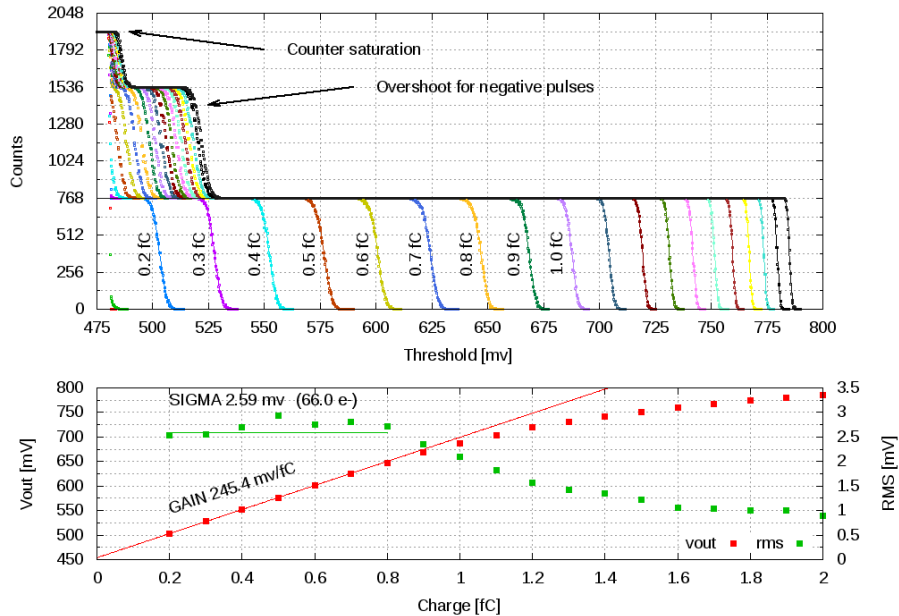 2048
1792
1536
1280
1024
768
512
256
0
Counts
Counter saturation
Overshoot for negative pulses
0.2 fC
0.3 fC
0.4 fC
0.5 fC
0.6 fC
0.7 fC
0.8 fC
0.9 fC
1.0 fC
475 500 525 550 575 600 625 650 675 700 725 750 775 800
Threshold [mv]
800
750
700
650
600
550
500
450
Vout [mV]
SIGMA 2.59 mv (66.0 e-)
GAIN 245.4 mv/fC
vout
rms
3.5
3
2.5
2
1.5
1
0.5
0
RMS [mV]
0 0.2 0.4 0.6 0.8 1 1.2 1.4 1.6 1.8 2
Charge [fC]